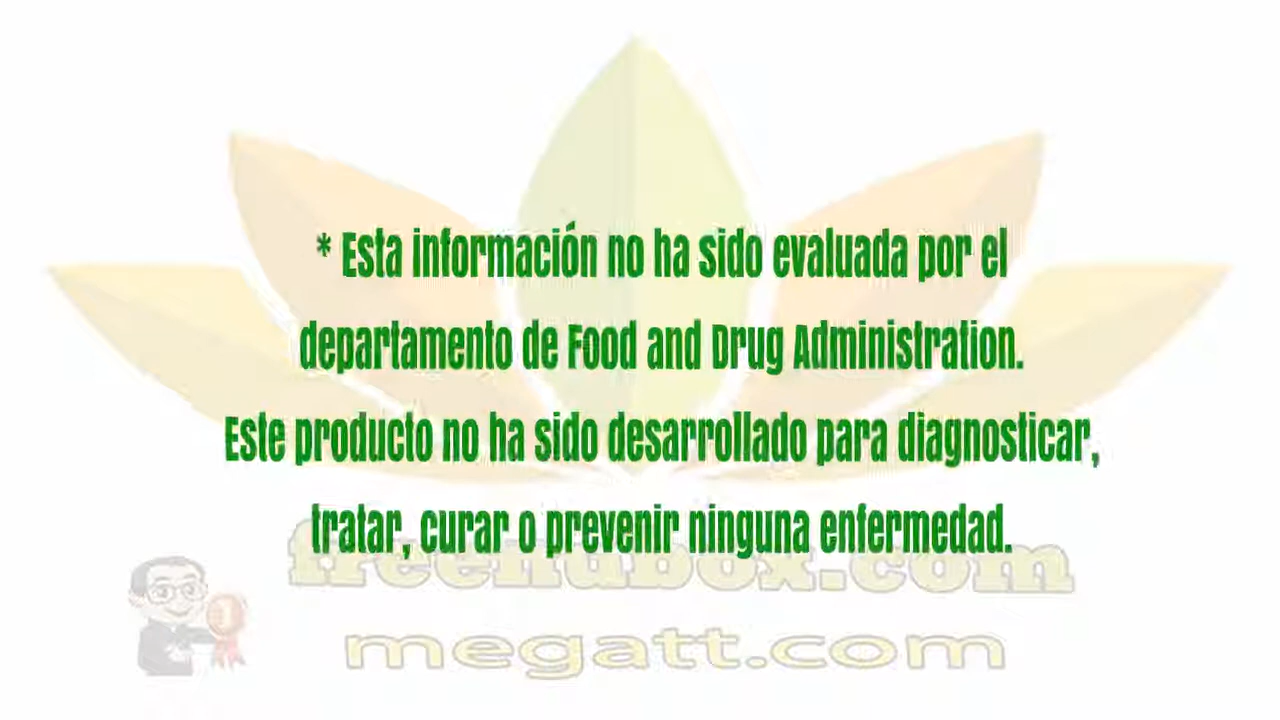 * Esta información no ha sido evaluada por el
departamento de Food and Drug Administration.
Este producto no ha sido desarrollado para diagnosticar,
tratar, curar o prevenir ninguna enfermedad.
megatt.com